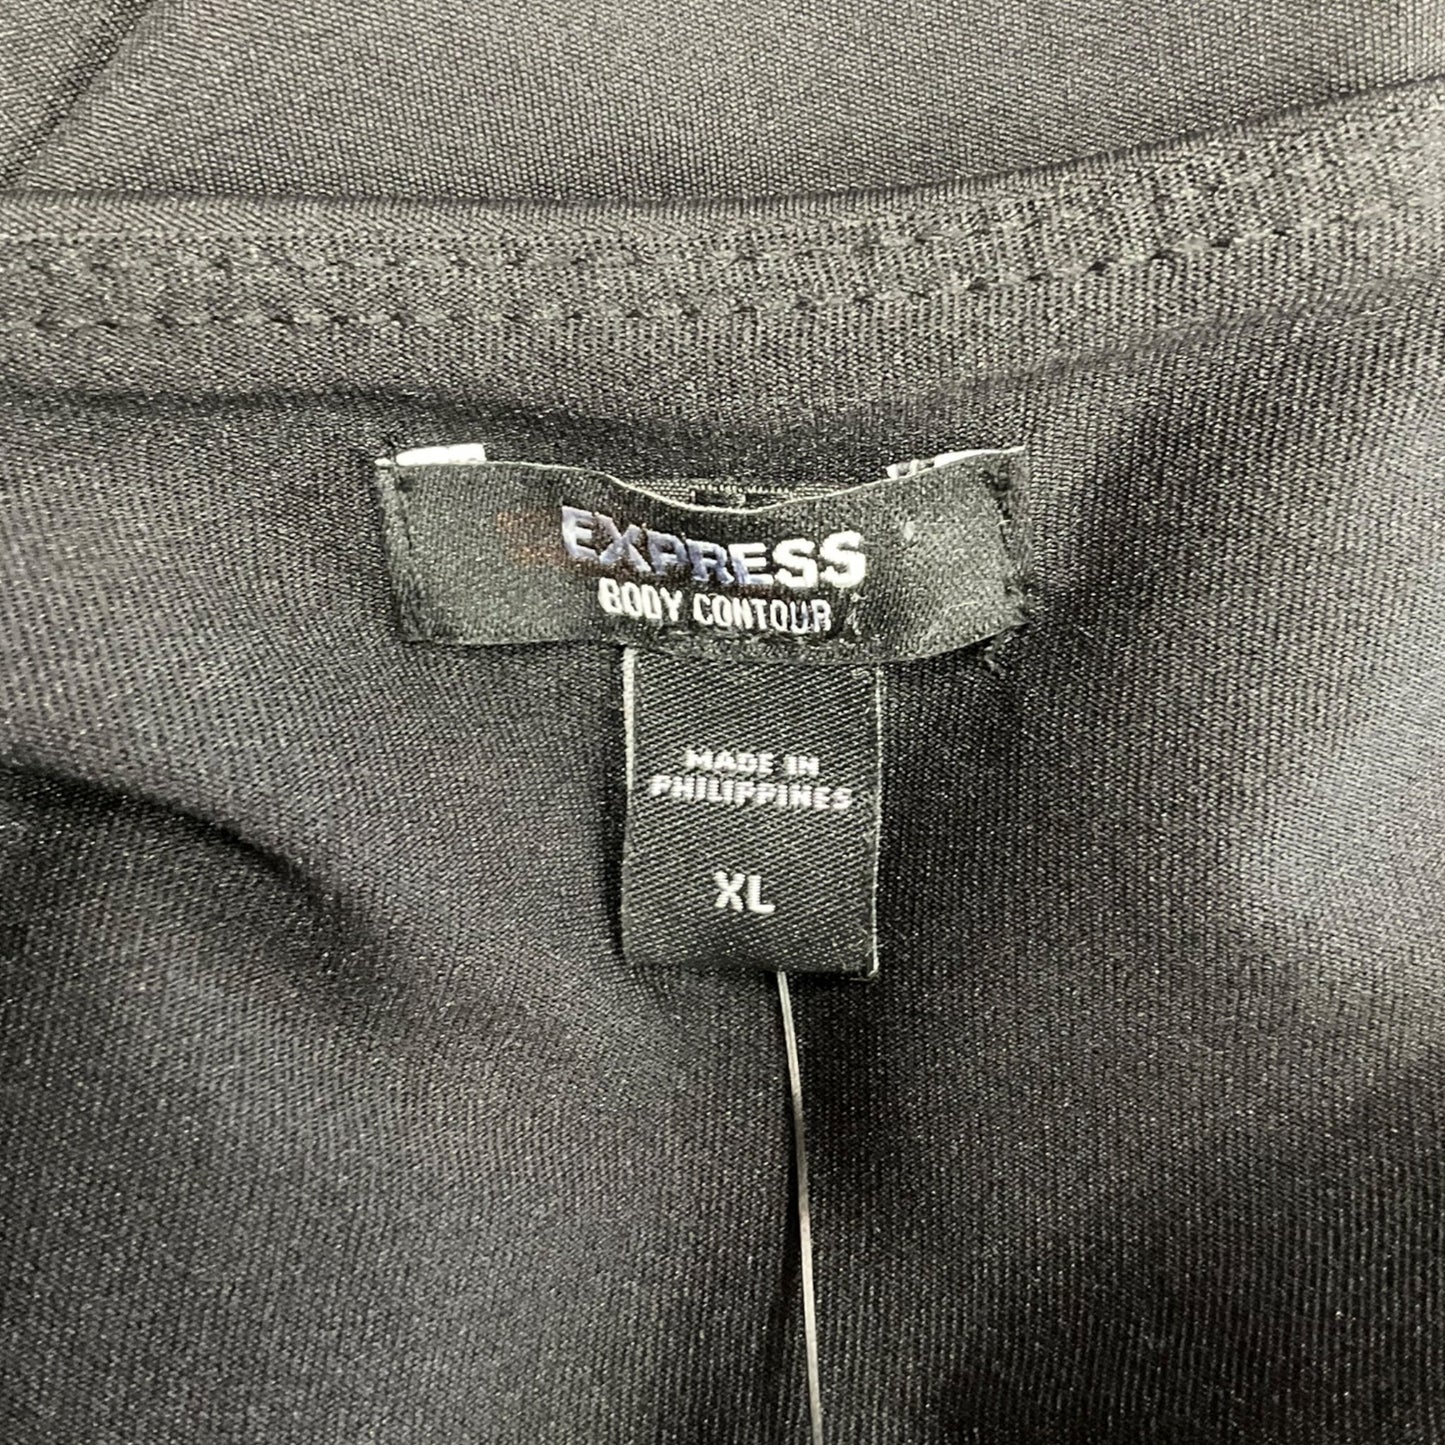 EXPRESS
BODY CONTOUR
MADE IN
PHILIPPINES
XL